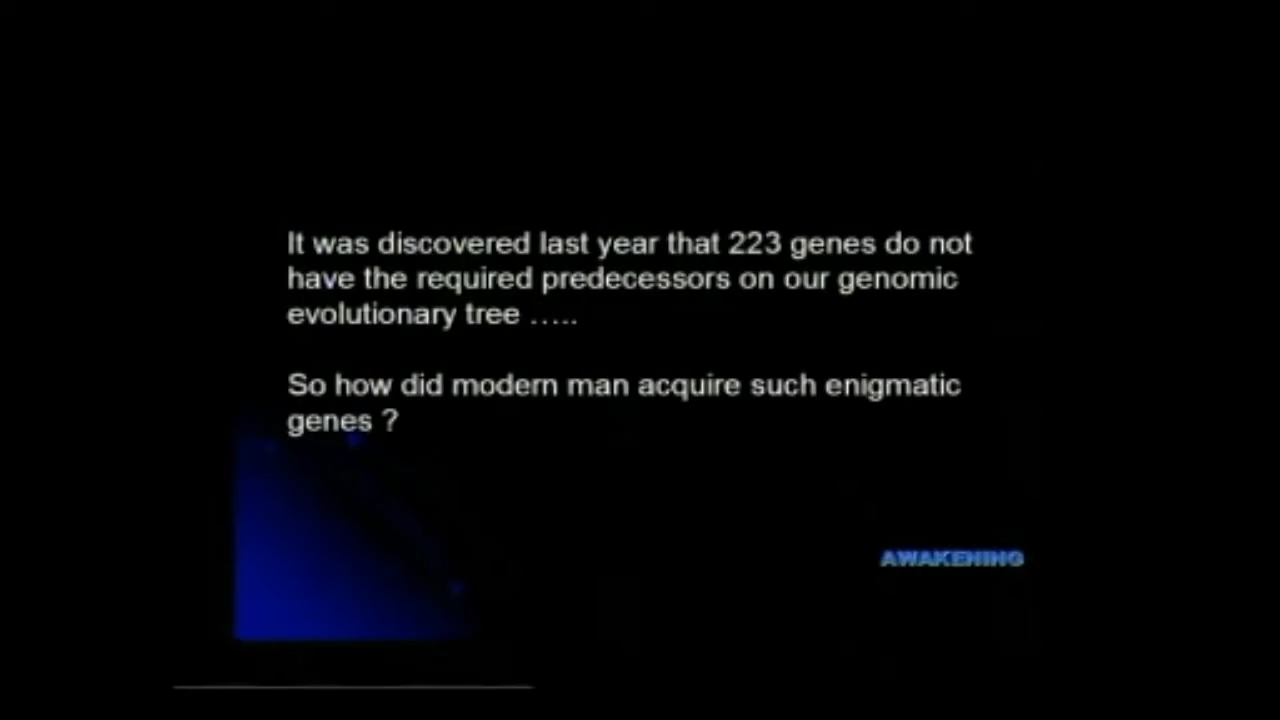 It was discovered last year that 223 genes do not
have the required predecessors on our genomic
evolutionary tree …..
So how did modern man acquire such enigmatic
genes ?
AWAKENING